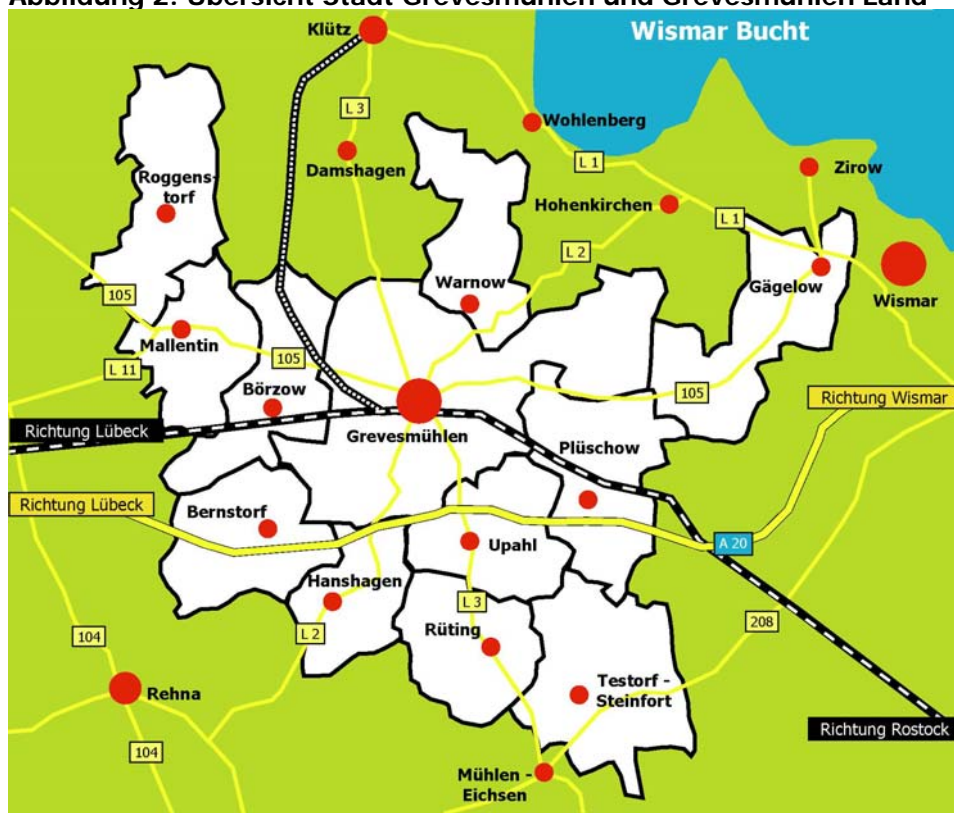 Abbildung 2: Übersicht Stadt Grevesmühlen und Grevesmühlen Land
Klütz
Wismar Bucht
L 3
Wohlenberg
Damshagen
L 1
Zirow
Roggens-
torf
Hohenkirchen
L 1
L 2
Warnow
Gägelow
Wismar
105
Mallentin
105
L 11
Börzow
105
Richtung Wismar
Richtung Lübeck
Grevesmühlen
Plüschow
Richtung Lübeck
Bernstorf
Upahl
A 20
Hanshagen
L 3
L 2
Rüting
208
104
Rehna
Testorf -
Steinfort
Richtung Rostock
104
Mühlen -
Eichsen